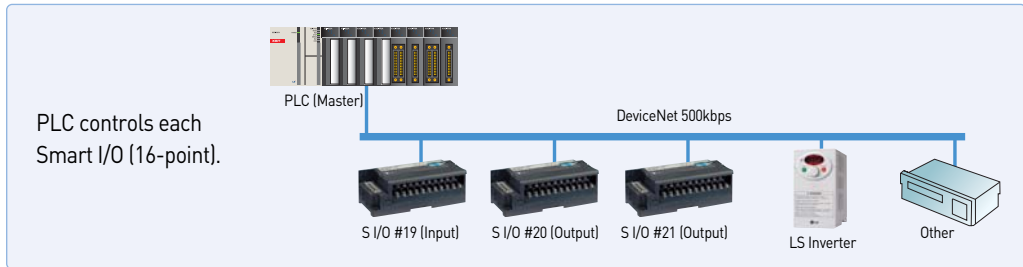 PLC (Master)
PLC controls each
Smart I/O (16-point).
DeviceNet 500kbps
S I/O #19 (Input)
S I/O #20 (Output)
S I/O #21 (Output)
LS Inverter
Other